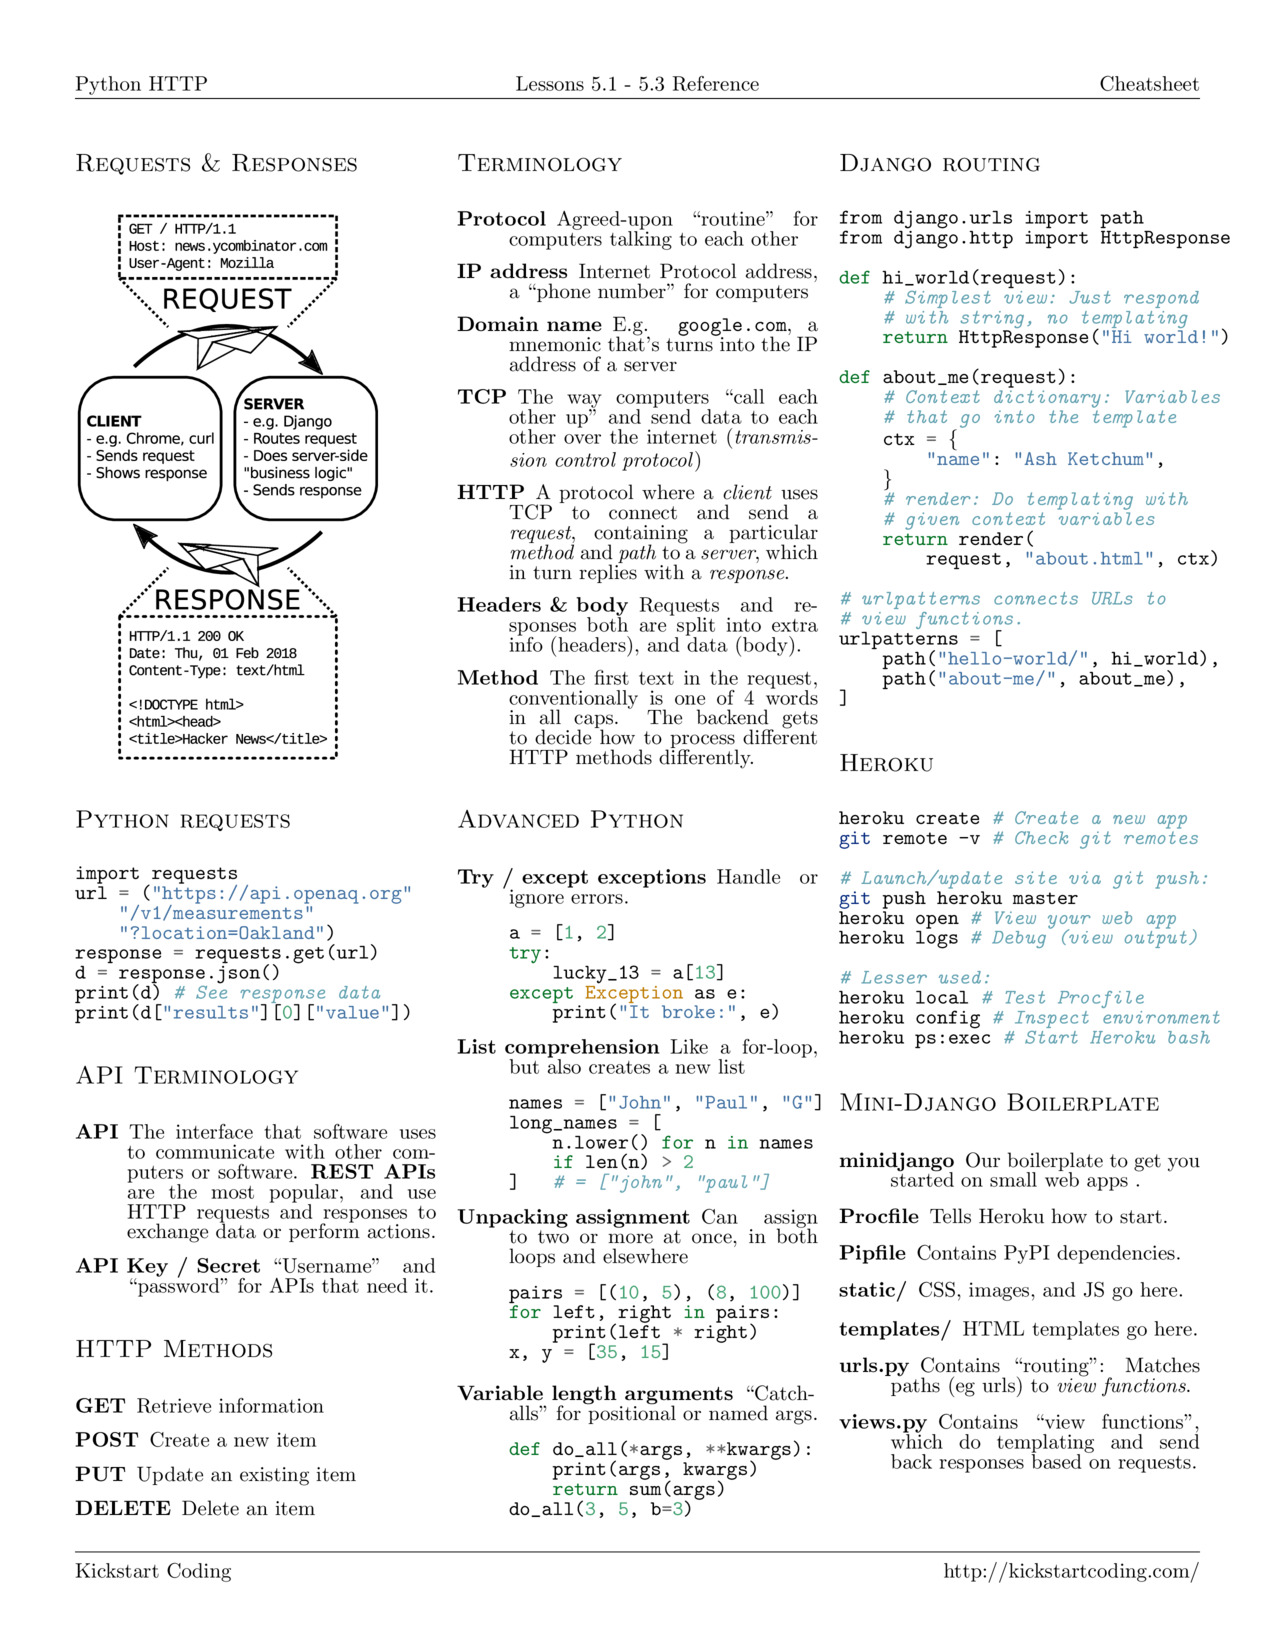 Python HTTP
Lessons 5.1 - 5.3 Reference
Cheatsheet
Requests & Responses
GET / HTTP/1.1
Host: news.ycombinator.com
User-Agent: Mozilla
REQUEST
CLIENT
- e.g. Chrome, curl
- Sends request
- Shows response
SERVER
- e.g. Django
- Routes request
- Does server-side
"business logic"
- Sends response
RESPONSE
HTTP/1.1 200 OK
Date: Thu, 01 Feb 2018
Content-Type: text/html
<!DOCTYPE html>
<html><head>
<title>Hacker News</title>
Python requests
import requests
url = ("https://api.openaq.org"
    "/v1/measurements"
    "?location=Oakland")
response = requests.get(url)
d = response.json()
print(d) # See response data
print(d["results"][0]["value"])
API Terminology
API The interface that software uses
to communicate with other com-
puters or software. REST APIs
are the most popular, and use
HTTP requests and responses to
exchange data or perform actions.
API Key / Secret “Username” and
“password” for APIs that need it.
HTTP Methods
GET Retrieve information
POST Create a new item
PUT Update an existing item
DELETE Delete an item
Terminology
Protocol Agreed-upon “routine” for
computers talking to each other
IP address Internet Protocol address,
a “phone number” for computers
Domain name E.g. google.com, a
mnemonic that’s turns into the IP
address of a server
TCP The way computers “call each
other up” and send data to each
other over the internet (transmis-
sion control protocol)
HTTP A protocol where a client uses
TCP to connect and send a
request, containing a particular
method and path to a server, which
in turn replies with a response.
Headers & body Requests and re-
sponses both are split into extra
info (headers), and data (body).
Method The first text in the request,
conventionally is one of 4 words
in all caps. The backend gets
to decide how to process different
HTTP methods differently.
Advanced Python
Try / except exceptions Handle or
ignore errors.
a = [1, 2]
try:
    lucky_13 = a[13]
except Exception as e:
    print("It broke:", e)
List comprehension Like a for-loop,
but also creates a new list
names = ["John", "Paul", "G"]
long_names = [
    n.lower() for n in names
    if len(n) > 2
]   # = ["john", "paul"]
Unpacking assignment Can assign
to two or more at once, in both
loops and elsewhere
pairs = [(10, 5), (8, 100)]
for left, right in pairs:
    print(left * right)
x, y = [35, 15]
Variable length arguments “Catch-
alls” for positional or named args.
def do_all(*args, **kwargs):
    print(args, kwargs)
    return sum(args)
do_all(3, 5, b=3)
Django routing
from django.urls import path
from django.http import HttpResponse
def hi_world(request):
    # Simplest view: Just respond
    # with string, no templating
    return HttpResponse("Hi world!")
def about_me(request):
    # Context dictionary: Variables
    # that go into the template
    ctx = {
        "name": "Ash Ketchum",
    }
    # render: Do templating with
    # given context variables
    return render(
        request, "about.html", ctx)
# urlpatterns connects URLs to
# view functions.
urlpatterns = [
    path("hello-world/", hi_world),
    path("about-me/", about_me),
]
Heroku
heroku create # Create a new app
git remote -v # Check git remotes
# Launch/update site via git push:
git push heroku master
heroku open # View your web app
heroku logs # Debug (view output)
# Lesser used:
heroku local # Test Procfile
heroku config # Inspect environment
heroku ps:exec # Start Heroku bash
Mini-Django Boilerplate
minidjango Our boilerplate to get you
started on small web apps .
Procfile Tells Heroku how to start.
Pipfile Contains PyPI dependencies.
static/ CSS, images, and JS go here.
templates/ HTML templates go here.
urls.py Contains “routing”: Matches
paths (eg urls) to view functions.
views.py Contains “view functions”,
which do templating and send
back responses based on requests.
Kickstart Coding
http://kickstartcoding.com/